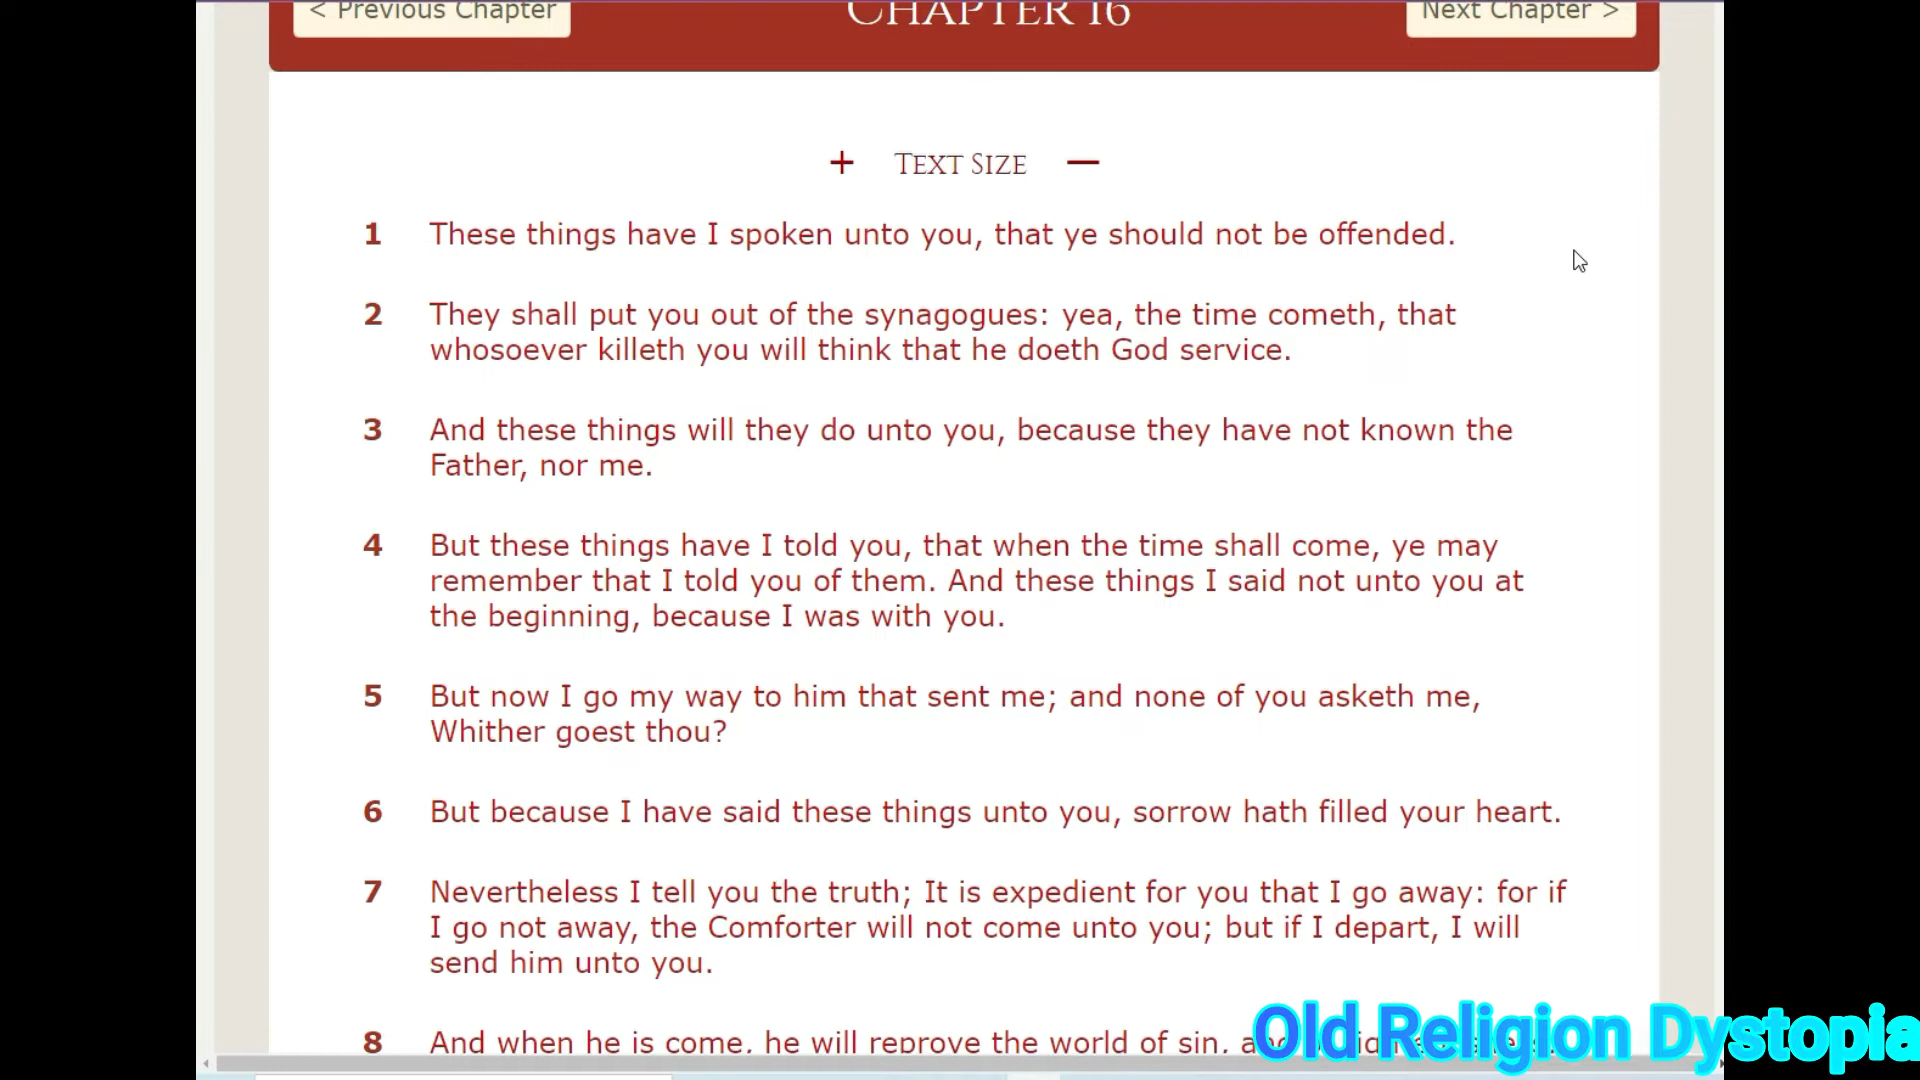 < Previous Chapter
CHAPTER 16
Next Chapter >
+ TEXT SIZE −
1 These things have I spoken unto you, that ye should not be offended.
2 They shall put you out of the synagogues: yea, the time cometh, that
whosoever killeth you will think that he doeth God service.
3 And these things will they do unto you, because they have not known the
Father, nor me.
4 But these things have I told you, that when the time shall come, ye may
remember that I told you of them. And these things I said not unto you at
the beginning, because I was with you.
5 But now I go my way to him that sent me; and none of you asketh me,
Whither goest thou?
6 But because I have said these things unto you, sorrow hath filled your heart.
7 Nevertheless I tell you the truth; It is expedient for you that I go away: for if
I go not away, the Comforter will not come unto you; but if I depart, I will
send him unto you.
8 And when he is come, he will reprove the world of sin,
Old Religion Dystopia